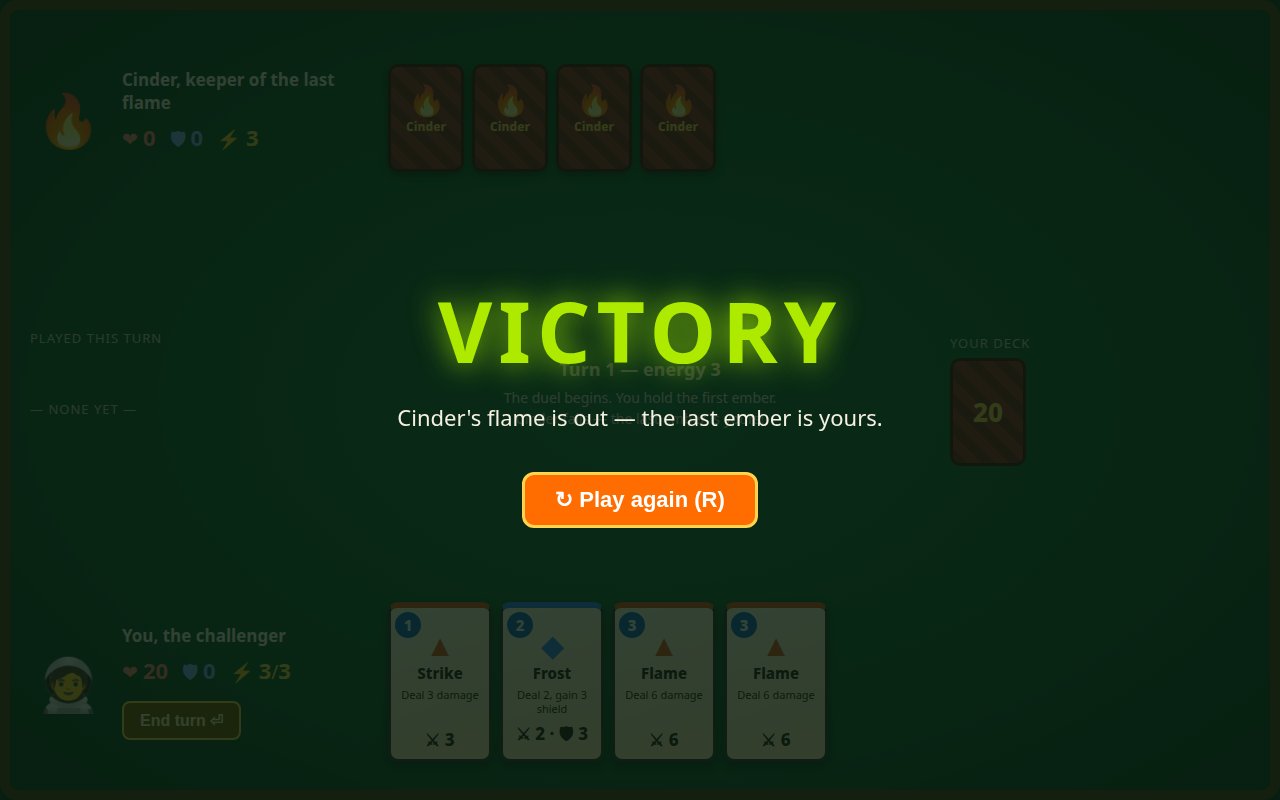 Cinder, keeper of the last
flame
❤ 0 🛡 0 ⚡ 3
Cinder
Cinder
Cinder
Cinder
VICTORY
PLAYED THIS TURN
— NONE YET —
Turn 1 — energy 3
The duel begins. You hold the first ember.
Cinder's flame is out — the last ember is yours.
YOUR DECK
20
↻ Play again (R)
You, the challenger
❤ 20 🛡 0 ⚡ 3/3
End turn ⏎
1
Strike
Deal 3 damage
⚔ 3
2
Frost
Deal 2, gain 3
shield
⚔ 2 · 🛡 3
3
Flame
Deal 6 damage
⚔ 6
3
Flame
Deal 6 damage
⚔ 6